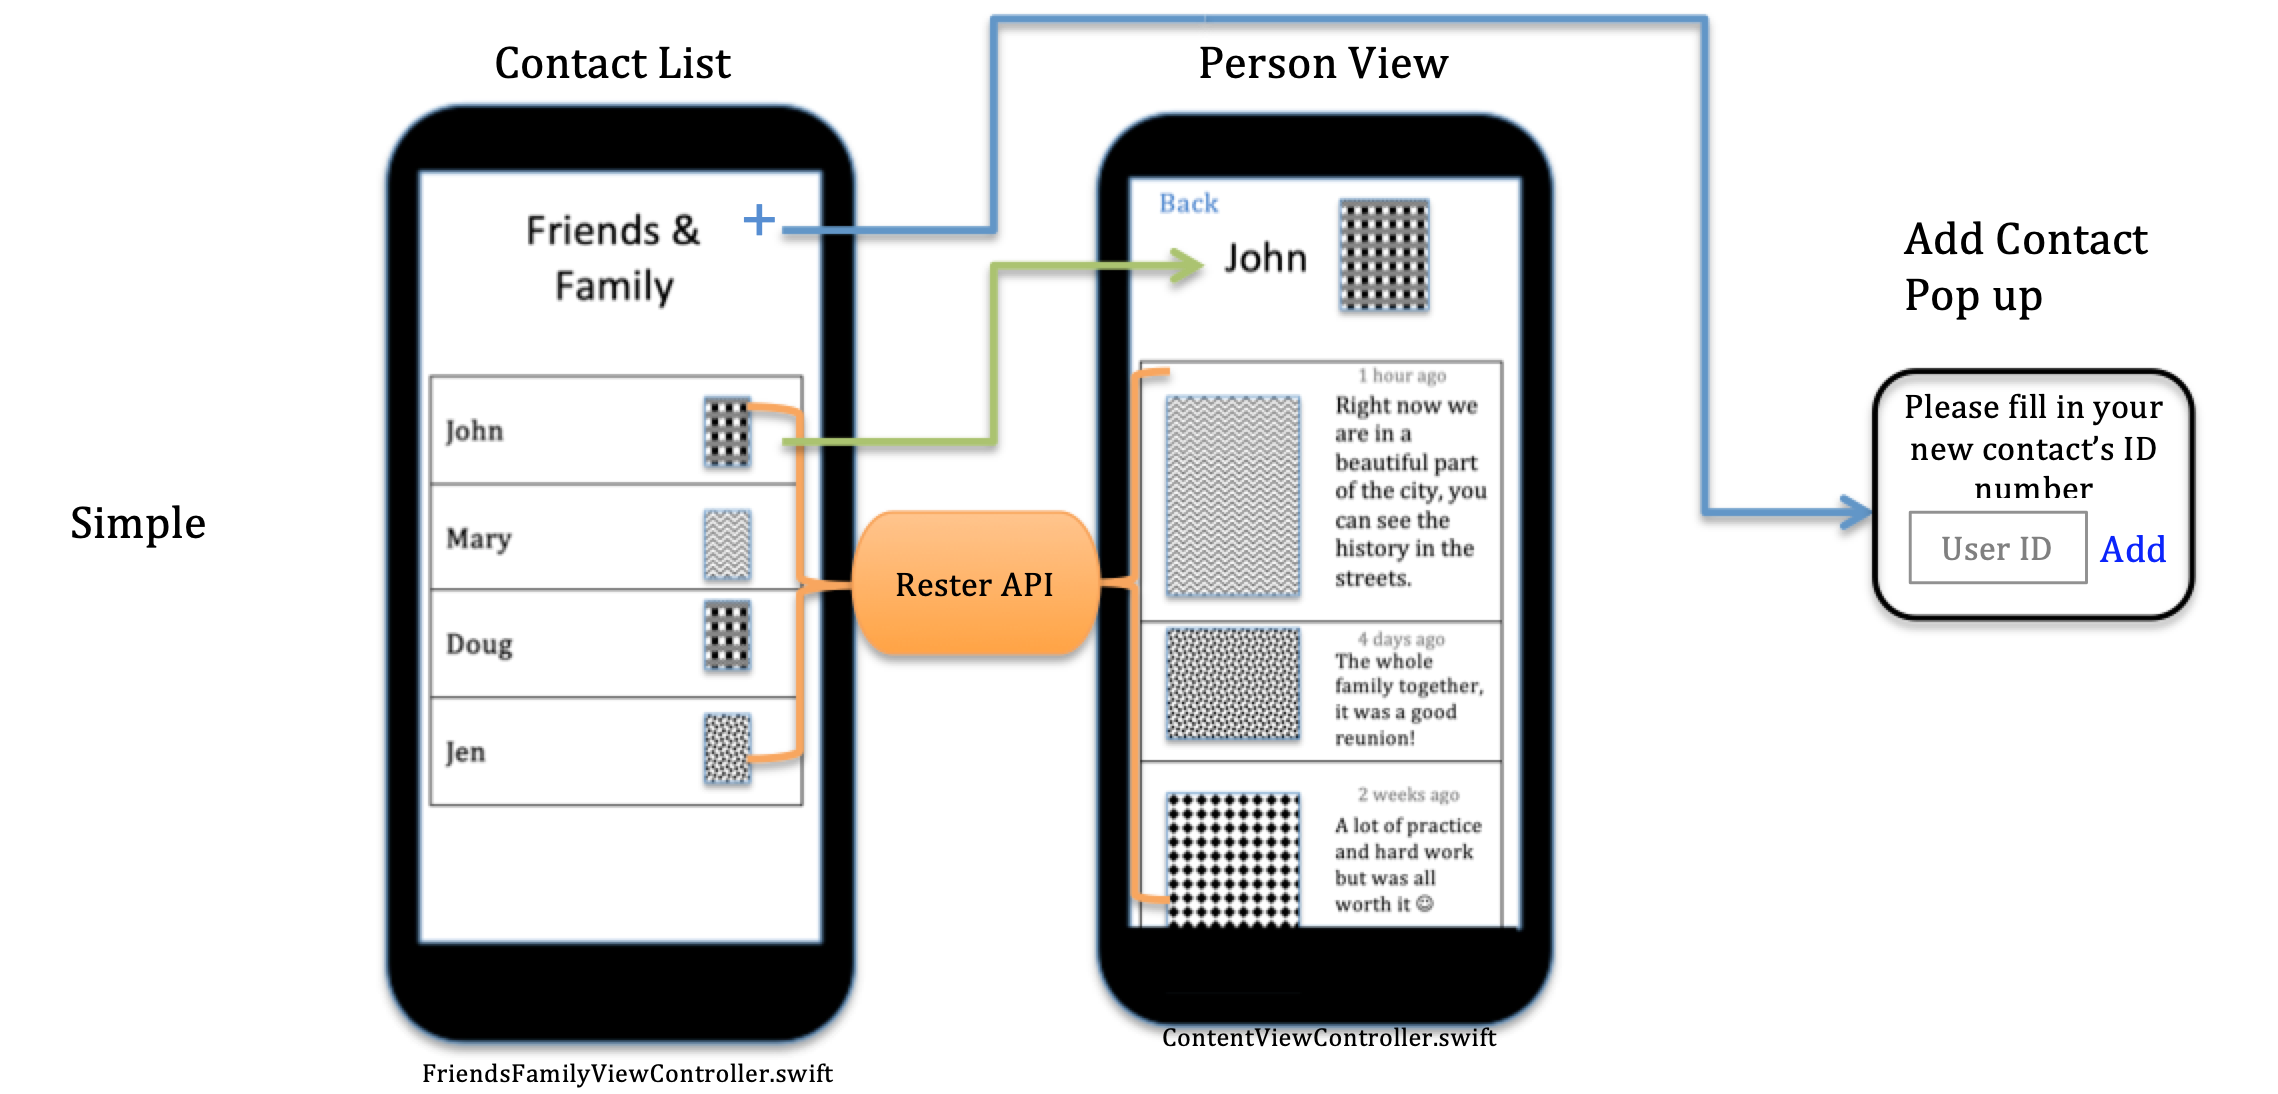 Contact List
Person View
Simple
Friends &
Family
+
John
Mary
Doug
Jen
FriendsFamilyViewController.swift
Rester API
Back
John
1 hour ago
Right now we
are in a
beautiful part
of the city, you
can see the
history in the
streets.
4 days ago
The whole
family together,
it was a good
reunion!
2 weeks ago
A lot of practice
and hard work
but was all
worth it ☺
ContentViewController.swift
Add Contact
Pop up
Please fill in your
new contact’s ID
number
User ID
Add